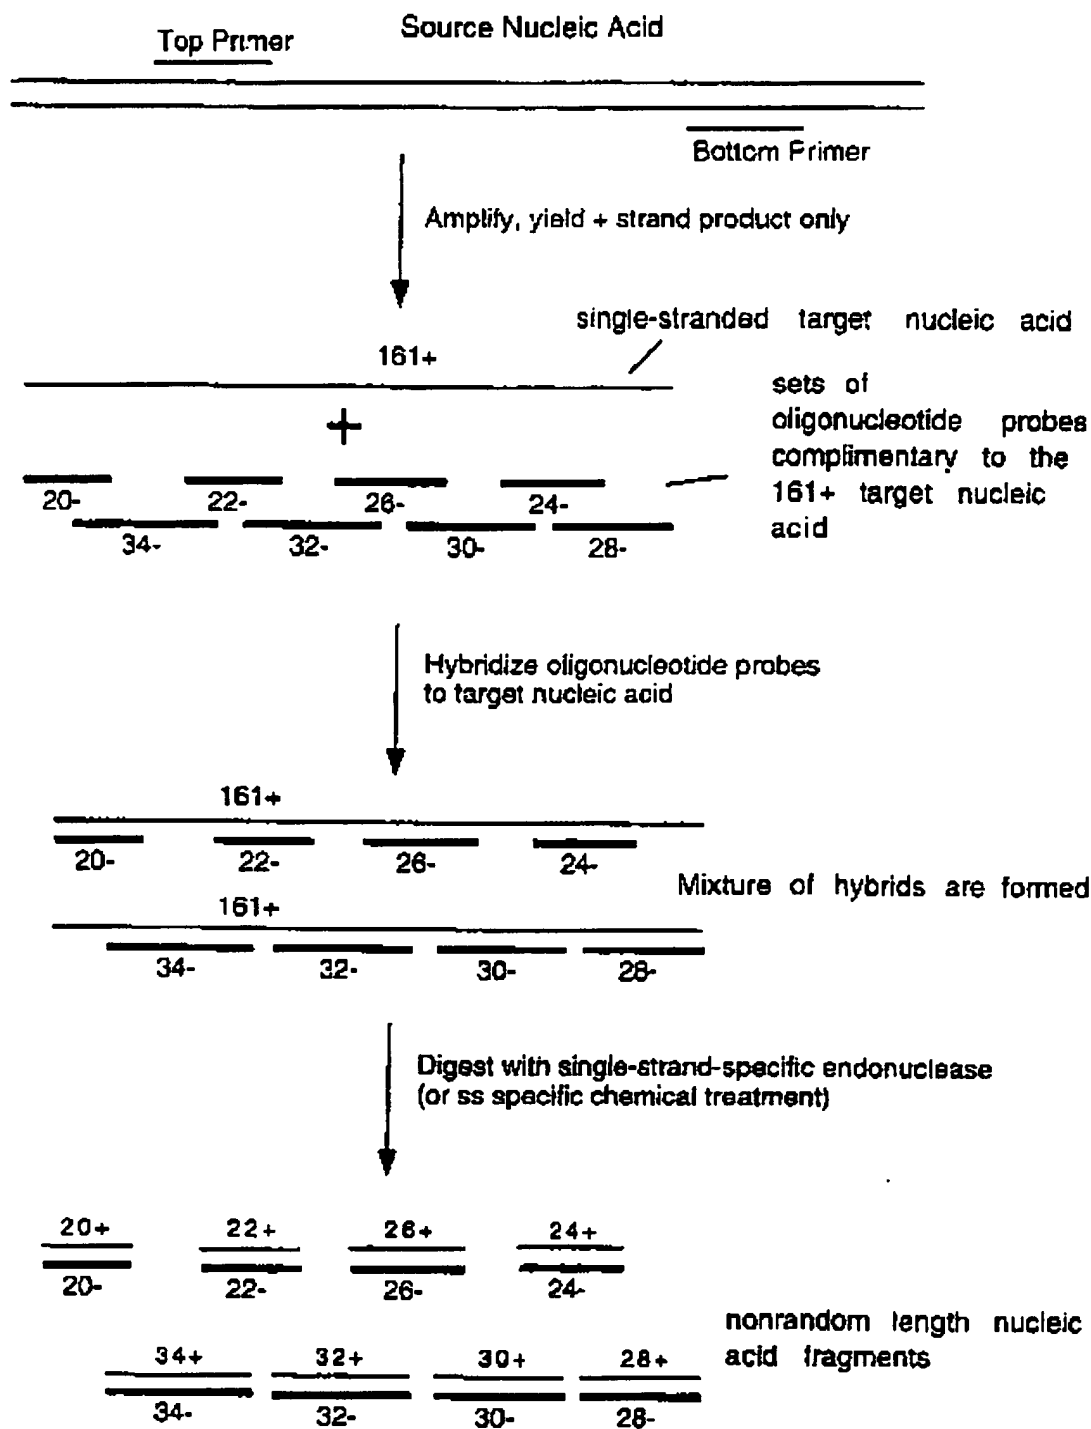 Source Nucleic Acid
Top Primer
Bottom Primer
Amplify, yield + strand product only
single-stranded target nucleic acid
161+
sets of
oligonucleotide probes
complimentary to the
161+ target nucleic
acid
+
20- 22- 26- 24-
34- 32- 30- 28-
Hybridize oligonucleotide probes
to target nucleic acid
161+
20- 22- 26- 24-
Mixture of hybrids are formed
161+
34- 32- 30- 28-
Digest with single-strand-specific endonuclease
(or ss specific chemical treatment)
20+ 22+ 26+ 24+
20- 22- 26- 24-
nonrandom length nucleic
acid fragments
34+ 32+ 30+ 28+
34- 32- 30- 28-